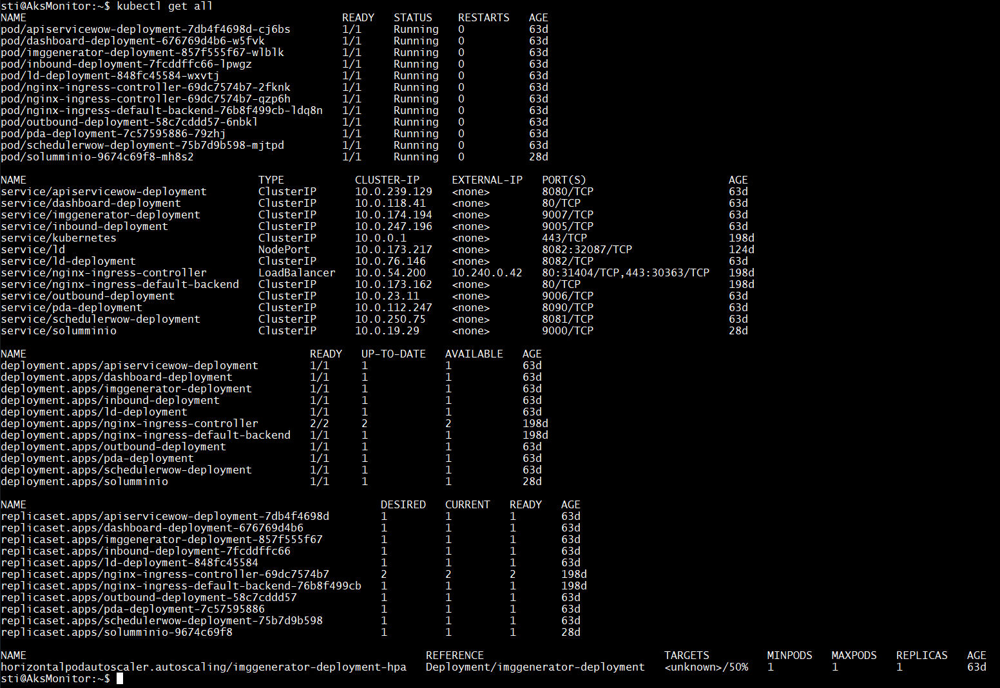 sti@AksMonitor:~$ kubectl get all
NAME READY STATUS RESTARTS AGE
pod/apiservicewow-deployment-7db4f4698d-cj6bs 1/1 Running 0 63d
pod/dashboard-deployment-676769d4b6-w5fvk 1/1 Running 0 63d
pod/imggenerator-deployment-857f555f67-wlblk 1/1 Running 0 63d
pod/inbound-deployment-7fcddffc66-lpwgz 1/1 Running 0 63d
pod/ld-deployment-848fc45584-wxvtj 1/1 Running 0 63d
pod/nginx-ingress-controller-69dc7574b7-2fknk 1/1 Running 0 63d
pod/nginx-ingress-controller-69dc7574b7-qzp6h 1/1 Running 0 63d
pod/nginx-ingress-default-backend-76b8f499cb-ldq8n 1/1 Running 0 63d
pod/outbound-deployment-58c7cddd57-6nbkl 1/1 Running 0 63d
pod/pda-deployment-7c57595886-79zhj 1/1 Running 0 63d
pod/schedulerwow-deployment-75b7d9b598-mjtpd 1/1 Running 0 63d
pod/solumminio-9674c69f8-mh8s2 1/1 Running 0 28d
NAME TYPE CLUSTER-IP EXTERNAL-IP PORT(S) AGE
service/apiservicewow-deployment ClusterIP 10.0.239.129 <none> 8080/TCP 63d
service/dashboard-deployment ClusterIP 10.0.118.41 <none> 80/TCP 63d
service/imggenerator-deployment ClusterIP 10.0.174.194 <none> 9007/TCP 63d
service/inbound-deployment ClusterIP 10.0.247.196 <none> 9005/TCP 63d
service/kubernetes ClusterIP 10.0.0.1 <none> 443/TCP 198d
service/ld NodePort 10.0.173.217 <none> 8082:32087/TCP 124d
service/ld-deployment ClusterIP 10.0.76.146 <none> 8082/TCP 63d
service/nginx-ingress-controller LoadBalancer 10.0.54.200 10.240.0.42 80:31404/TCP,443:30363/TCP 198d
service/nginx-ingress-default-backend ClusterIP 10.0.173.162 <none> 80/TCP 198d
service/outbound-deployment ClusterIP 10.0.23.11 <none> 9006/TCP 63d
service/pda-deployment ClusterIP 10.0.112.247 <none> 8090/TCP 63d
service/schedulerwow-deployment ClusterIP 10.0.250.75 <none> 8081/TCP 63d
service/solumminio ClusterIP 10.0.19.29 <none> 9000/TCP 28d
NAME READY UP-TO-DATE AVAILABLE AGE
deployment.apps/apiservicewow-deployment 1/1 1 1 63d
deployment.apps/dashboard-deployment 1/1 1 1 63d
deployment.apps/imggenerator-deployment 1/1 1 1 63d
deployment.apps/inbound-deployment 1/1 1 1 63d
deployment.apps/ld-deployment 1/1 1 1 63d
deployment.apps/nginx-ingress-controller 2/2 2 2 198d
deployment.apps/nginx-ingress-default-backend 1/1 1 1 198d
deployment.apps/outbound-deployment 1/1 1 1 63d
deployment.apps/pda-deployment 1/1 1 1 63d
deployment.apps/schedulerwow-deployment 1/1 1 1 63d
deployment.apps/solumminio 1/1 1 1 28d
NAME DESIRED CURRENT READY AGE
replicaset.apps/apiservicewow-deployment-7db4f4698d 1 1 1 63d
replicaset.apps/dashboard-deployment-676769d4b6 1 1 1 63d
replicaset.apps/imggenerator-deployment-857f555f67 1 1 1 63d
replicaset.apps/inbound-deployment-7fcddffc66 1 1 1 63d
replicaset.apps/ld-deployment-848fc45584 1 1 1 63d
replicaset.apps/nginx-ingress-controller-69dc7574b7 2 2 2 198d
replicaset.apps/nginx-ingress-default-backend-76b8f499cb 1 1 1 198d
replicaset.apps/outbound-deployment-58c7cddd57 1 1 1 63d
replicaset.apps/pda-deployment-7c57595886 1 1 1 63d
replicaset.apps/schedulerwow-deployment-75b7d9b598 1 1 1 63d
replicaset.apps/solumminio-9674c69f8 1 1 1 28d
NAME REFERENCE TARGETS MINPODS MAXPODS REPLICAS AGE
horizontalpodautoscaler.autoscaling/imggenerator-deployment-hpa Deployment/imggenerator-deployment <unknown>/50% 1 1 1 63d
sti@AksMonitor:~$